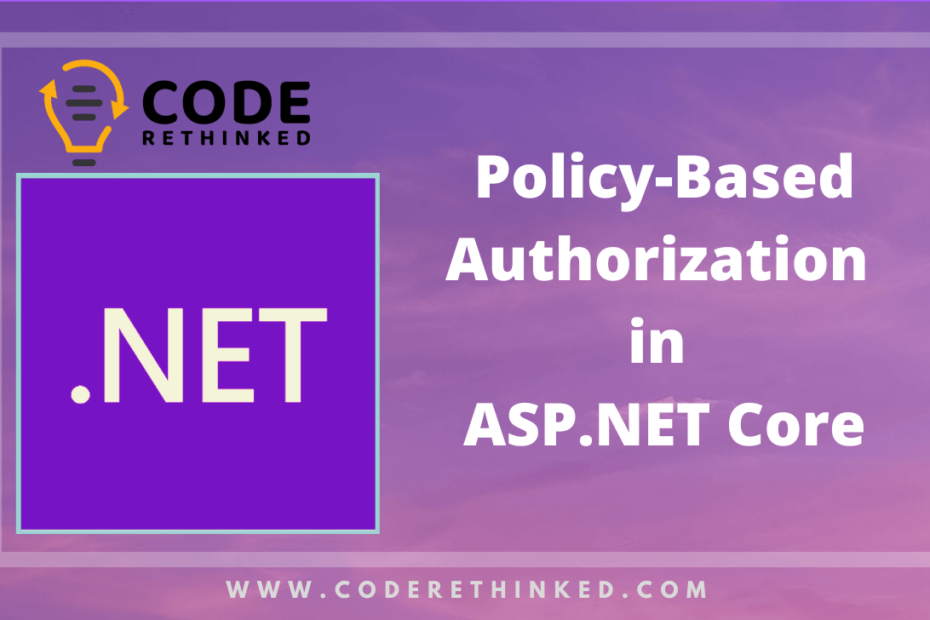 CODE
RETHINKED
.NET
Policy-Based
Authorization
in
ASP.NET Core
WWW.CODERETHINKED.COM